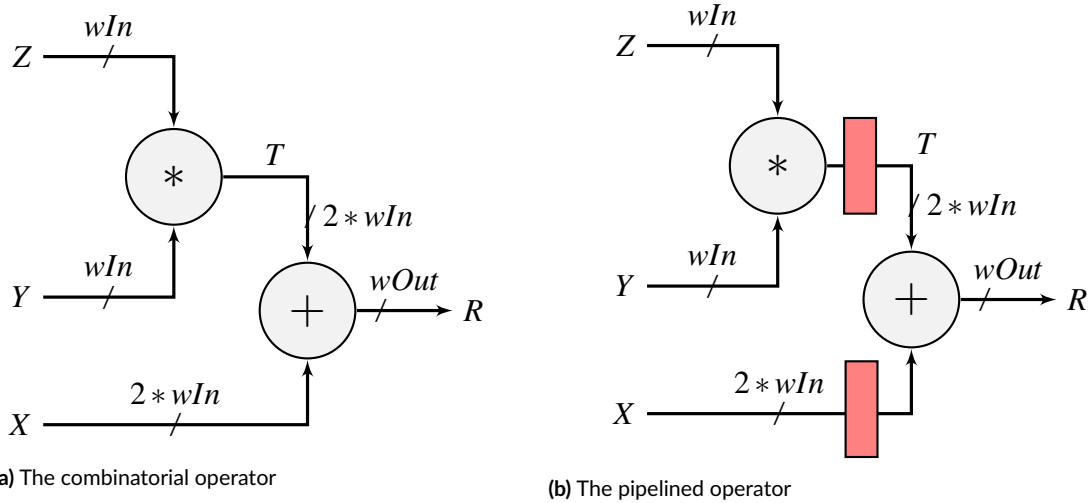 wIn
Z
*
T
2 * wIn
wIn
Y
+
wOut
R
2 * wIn
X
a) The combinatorial operator
wIn
Z
*
T
2 * wIn
wIn
Y
+
wOut
R
2 * wIn
X
(b) The pipelined operator